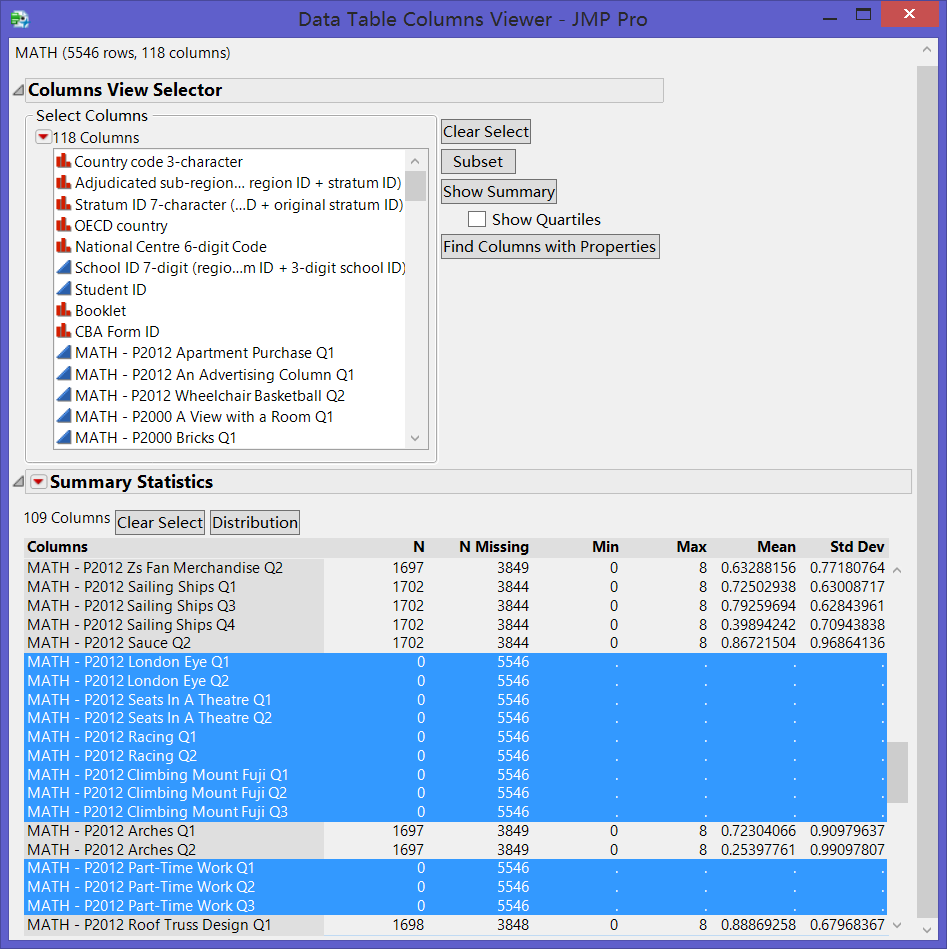 Data Table Columns Viewer - JMP Pro
MATH (5546 rows, 118 columns)
Columns View Selector
Select Columns
118 Columns
Country code 3-character
Adjudicated sub-region... region ID + stratum ID)
Stratum ID 7-character (...D + original stratum ID)
OECD country
National Centre 6-digit Code
School ID 7-digit (regio...m ID + 3-digit school ID)
Student ID
Booklet
CBA Form ID
MATH - P2012 Apartment Purchase Q1
MATH - P2012 An Advertising Column Q1
MATH - P2012 Wheelchair Basketball Q2
MATH - P2000 A View with a Room Q1
MATH - P2000 Bricks Q1
Clear Select
Subset
Show Summary
Show Quartiles
Find Columns with Properties
Summary Statistics
109 Columns Clear Select Distribution
Columns N N Missing Min Max Mean Std Dev
MATH - P2012 Zs Fan Merchandise Q2 1697 3849 0 8 0.63288156 0.77180764
MATH - P2012 Sailing Ships Q1 1702 3844 0 8 0.72502938 0.63008717
MATH - P2012 Sailing Ships Q3 1702 3844 0 8 0.79259694 0.62843961
MATH - P2012 Sailing Ships Q4 1702 3844 0 8 0.39894242 0.70943838
MATH - P2012 Sauce Q2 1702 3844 0 8 0.86721504 0.96864136
MATH - P2012 London Eye Q1 0 5546 . . . .
MATH - P2012 London Eye Q2 0 5546 . . . .
MATH - P2012 Seats In A Theatre Q1 0 5546 . . . .
MATH - P2012 Seats In A Theatre Q2 0 5546 . . . .
MATH - P2012 Racing Q1 0 5546 . . . .
MATH - P2012 Racing Q2 0 5546 . . . .
MATH - P2012 Climbing Mount Fuji Q1 0 5546 . . . .
MATH - P2012 Climbing Mount Fuji Q2 0 5546 . . . .
MATH - P2012 Climbing Mount Fuji Q3 0 5546 . . . .
MATH - P2012 Arches Q1 1697 3849 0 8 0.72304066 0.90979637
MATH - P2012 Arches Q2 1697 3849 0 8 0.25397761 0.99097807
MATH - P2012 Part-Time Work Q1 0 5546 . . . .
MATH - P2012 Part-Time Work Q2 0 5546 . . . .
MATH - P2012 Part-Time Work Q3 0 5546 . . . .
MATH - P2012 Roof Truss Design Q1 1698 3848 0 8 0.88869258 0.67968367